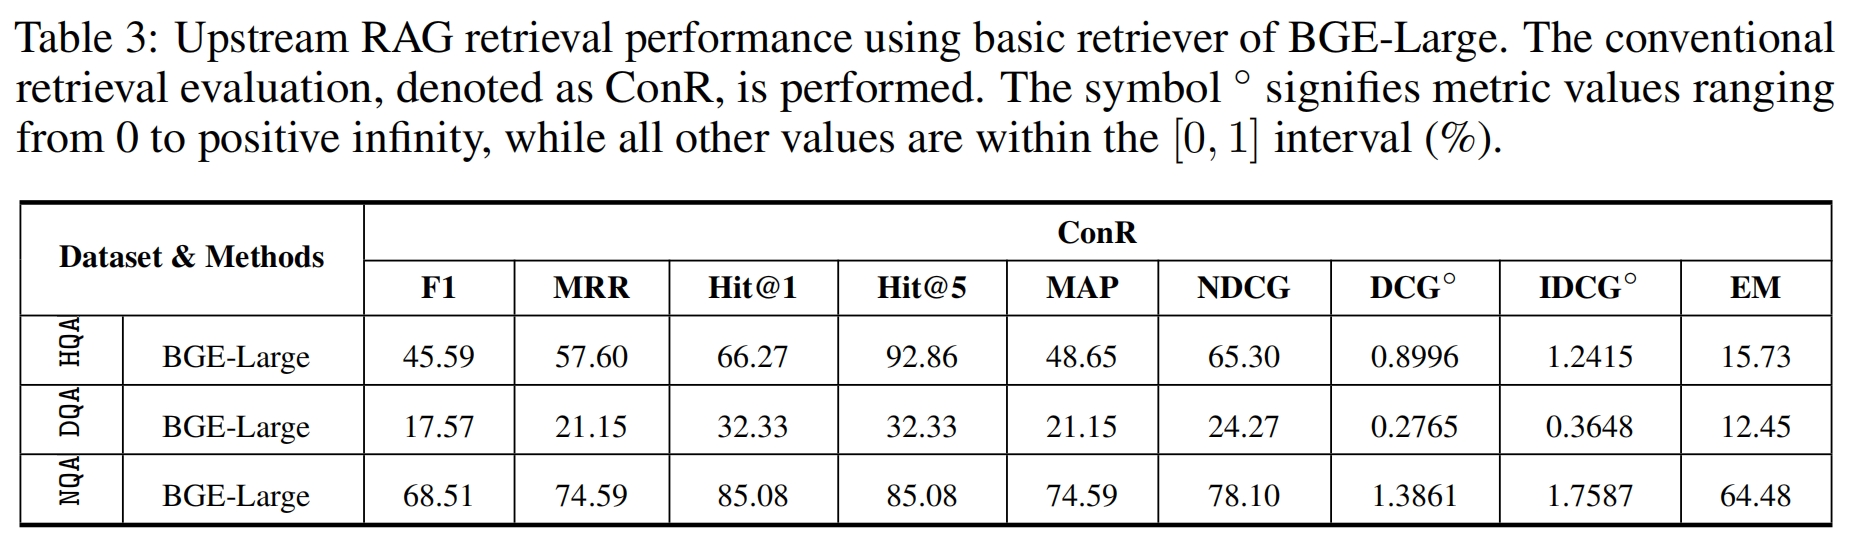 Table 3: Upstream RAG retrieval performance using basic retriever of BGE-Large. The conventional
retrieval evaluation, denoted as ConR, is performed. The symbol ° signifies metric values ranging
from 0 to positive infinity, while all other values are within the [0, 1] interval (%).
Dataset & Methods ConR
F1 MRR Hit@1 Hit@5 MAP NDCG DCG° IDCG° EM
HQA BGE-Large 45.59 57.60 66.27 92.86 48.65 65.30 0.8996 1.2415 15.73
DQA BGE-Large 17.57 21.15 32.33 32.33 21.15 24.27 0.2765 0.3648 12.45
NQA BGE-Large 68.51 74.59 85.08 85.08 74.59 78.10 1.3861 1.7587 64.48